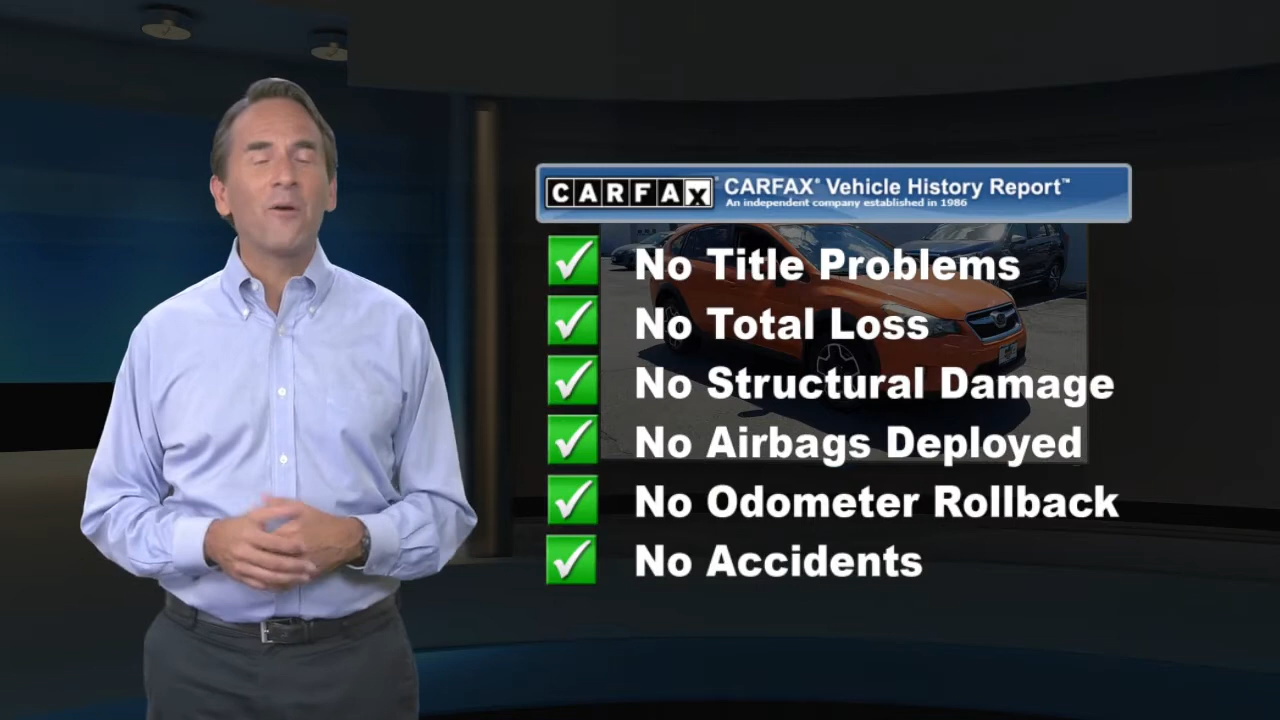 CARFAX® CARFAX® Vehicle History Report™
An independent company established in 1986
No Title Problems
No Total Loss
No Structural Damage
No Airbags Deployed
No Odometer Rollback
No Accidents